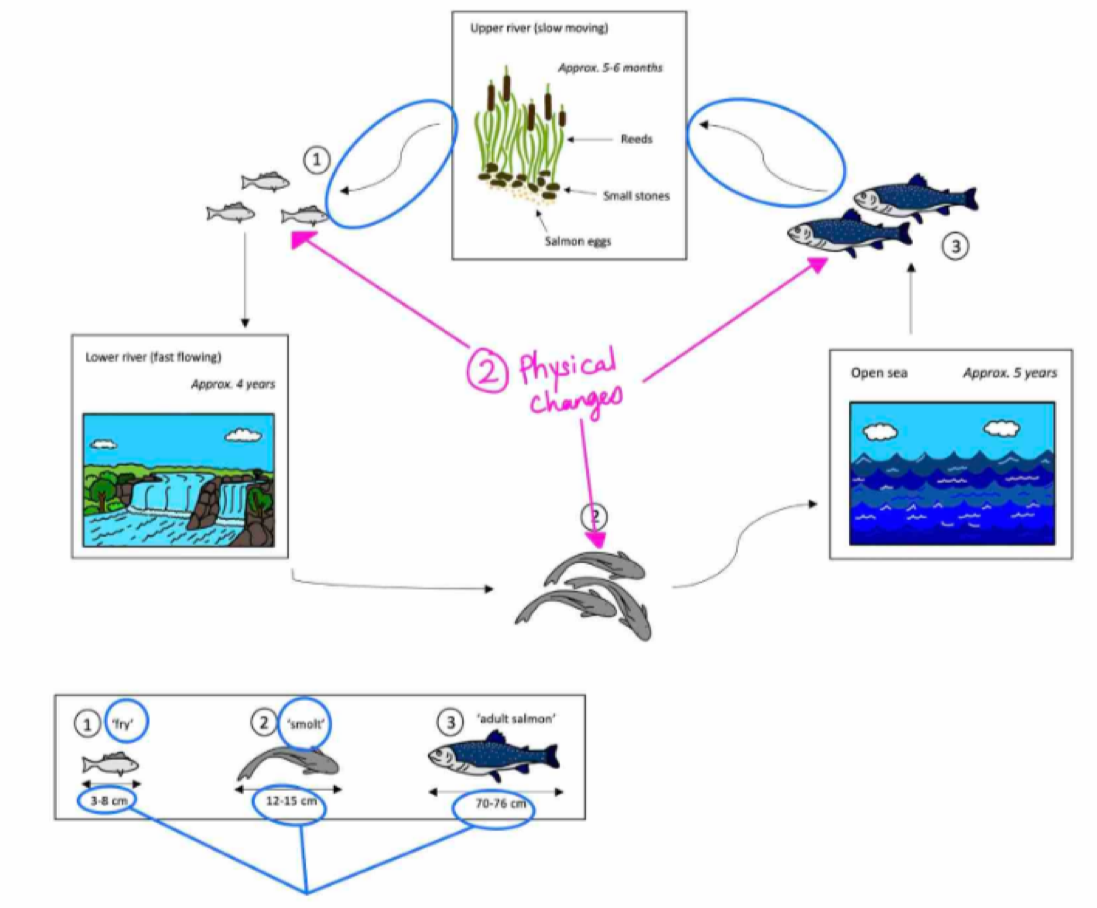 Upper river (slow moving)
Approx. 5-6 months
Reeds
Small stones
Salmon eggs
1
3
Lower river (fast flowing)
Approx. 4 years
2 Physical
changes
Open sea Approx. 5 years
2
1 'fry' 2 'smolt' 3 'adult salmon'
3-8 cm 12-15 cm 70-76 cm